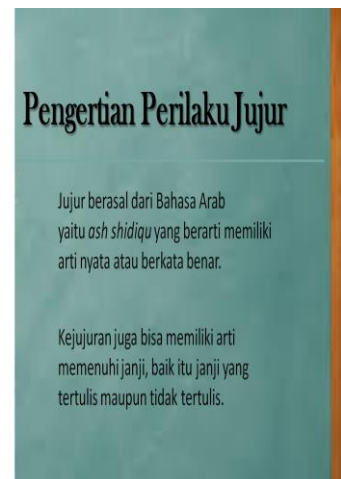 Pengertian Perilaku Jujur
Jujur berasal dari Bahasa Arab
yaitu ash shidiqu yang berarti memiliki
arti nyata atau berkata benar.
Kejujuran juga bisa memiliki arti
memenuhi janji, baik itu janji yang
tertulis maupun tidak tertulis.